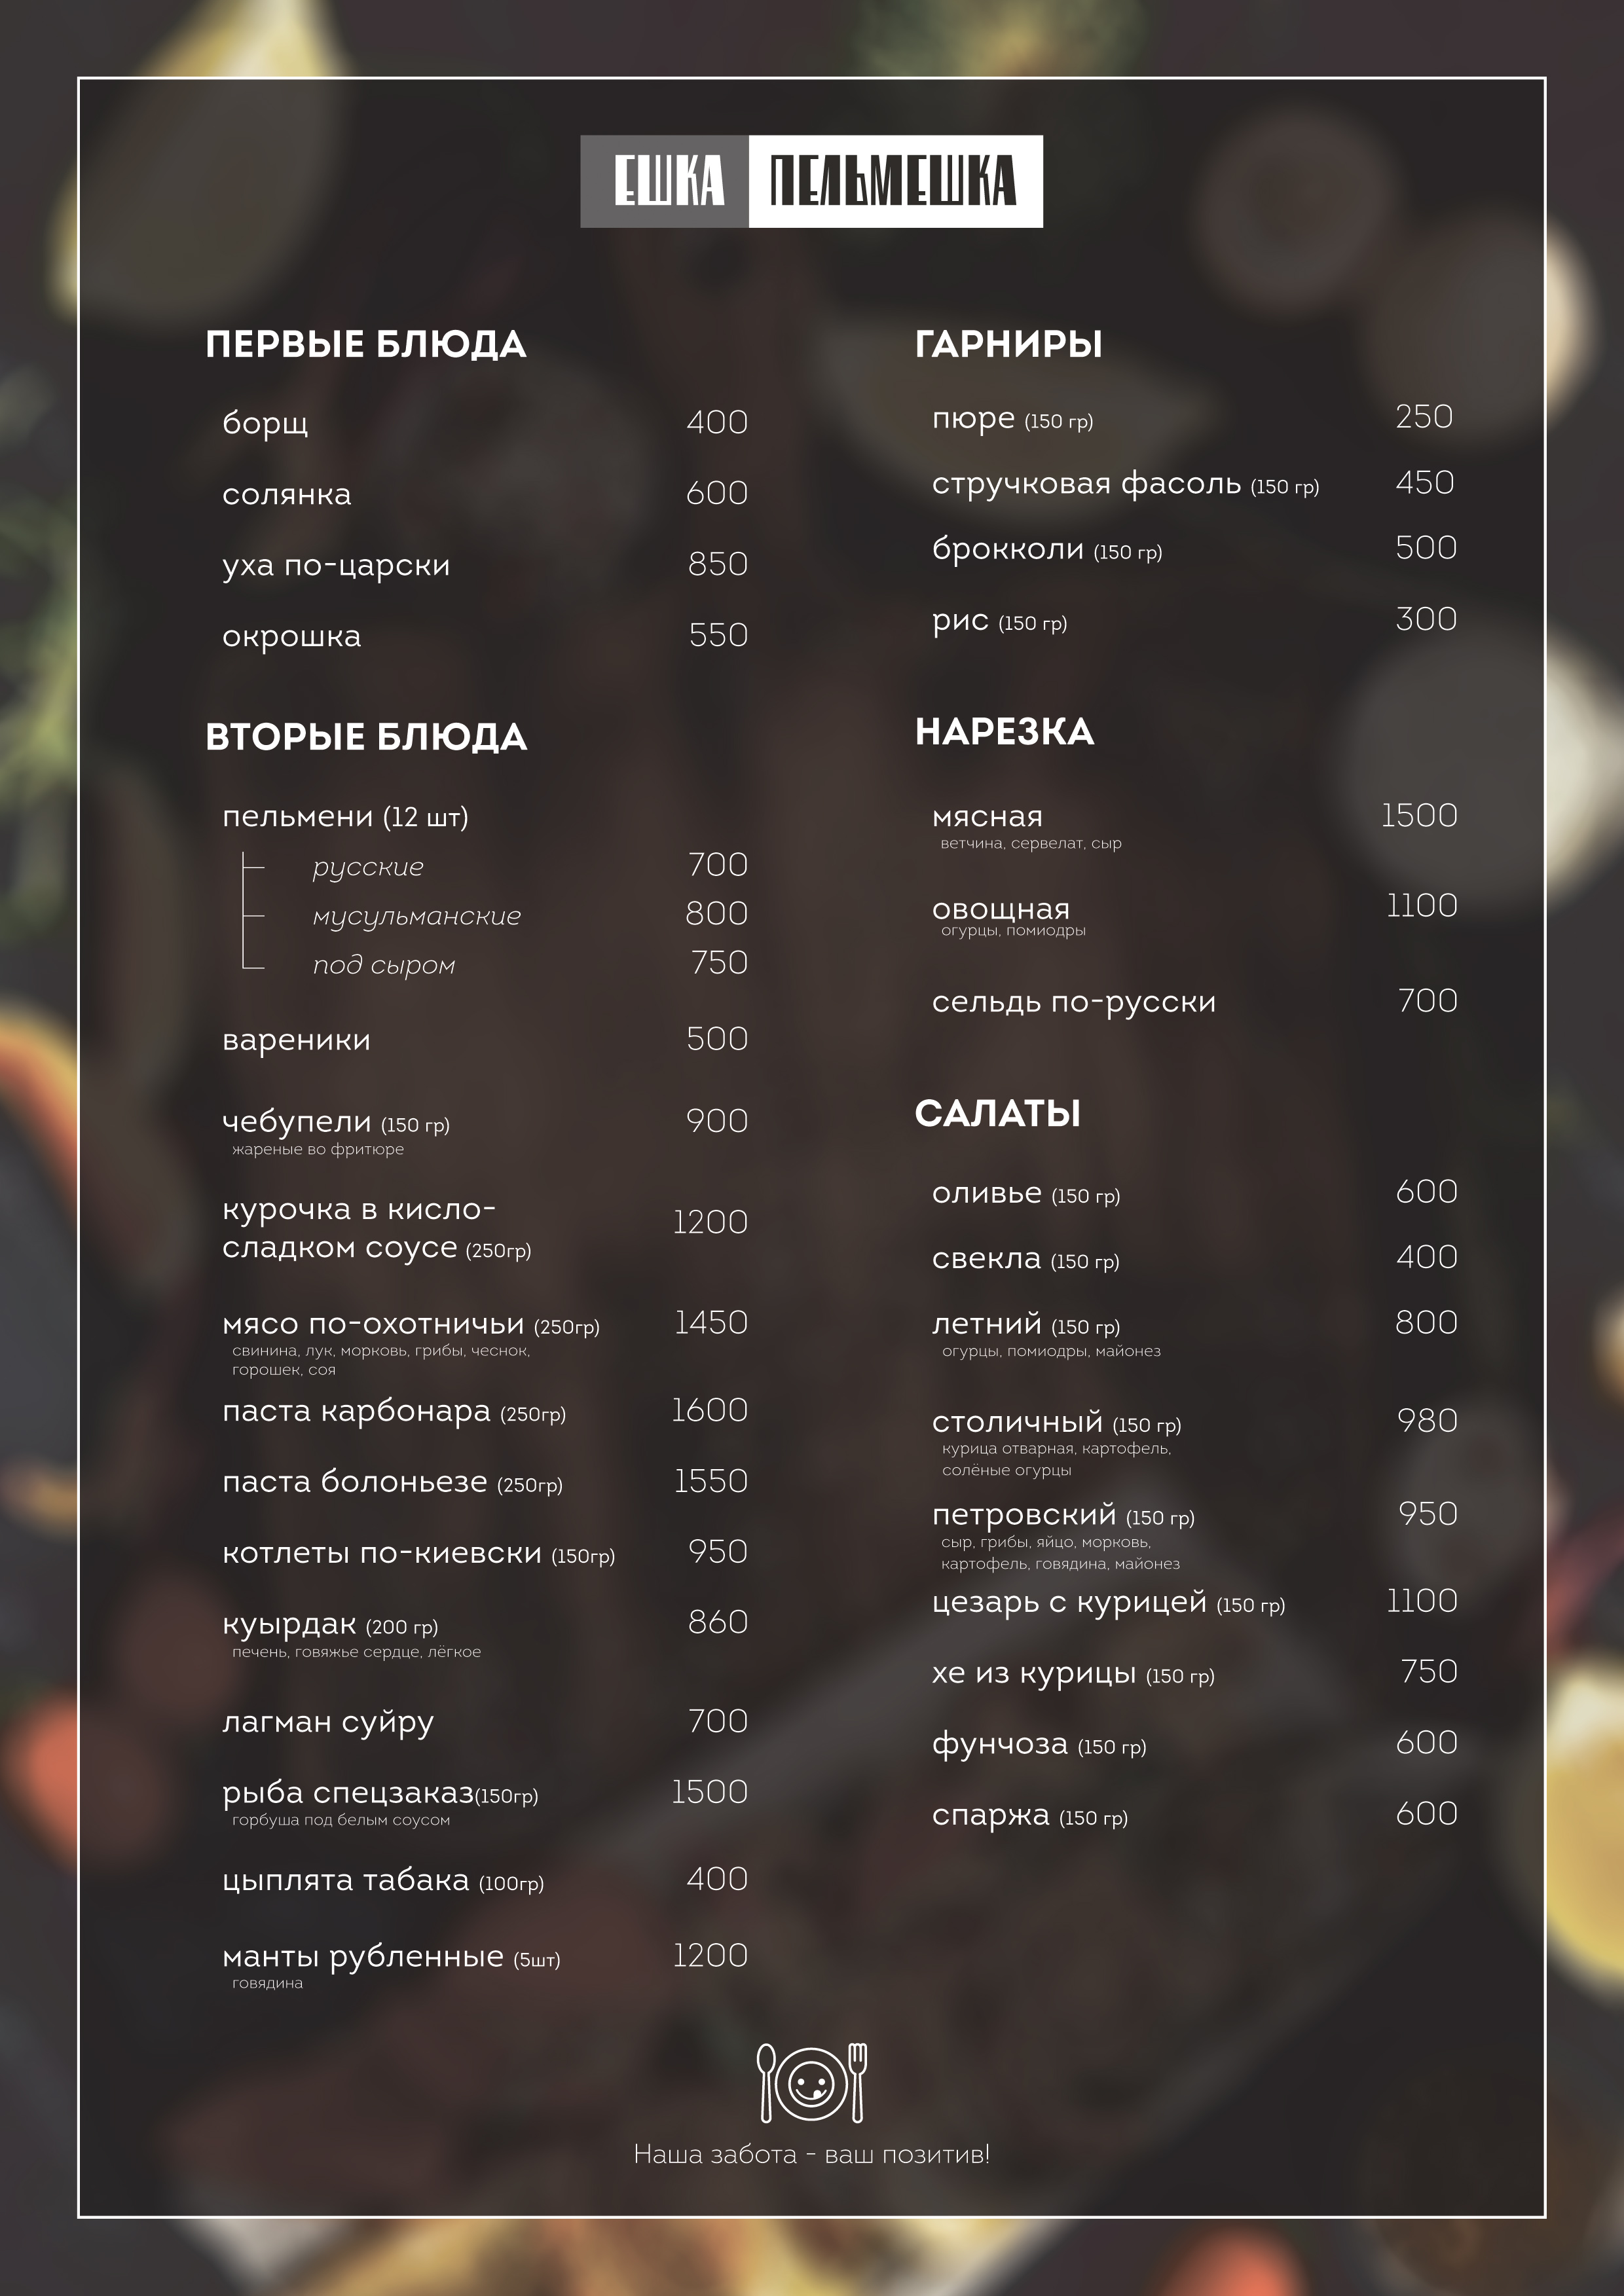 ЕШКА ПЕЛЬМЕШКА
ПЕРВЫЕ БЛЮДА
борщ 400
солянка 600
уха по-царски 850
окрошка 550
ВТОРЫЕ БЛЮДА
пельмени (12 шт)
русские 700
мусульманские 800
под сыром 750
вареники 500
чебупели (150 гр) 900
жареные во фритюре
курочка в кисло-
сладком соусе (250гр) 1200
мясо по-охотничьи (250гр) 1450
свинина, лук, морковь, грибы, чеснок,
горошек, соя
паста карбонара (250гр) 1600
паста болоньезе (250гр) 1550
котлеты по-киевски (150гр) 950
куырдак (200 гр) 860
печень, говяжье сердце, лёгкое
лагман суйру 700
рыба спецзаказ(150гр) 1500
горбуша под белым соусом
цыплята табака (100гр) 400
манты рубленные (5шт) 1200
говядина
ГАРНИРЫ
пюре (150 гр) 250
стручковая фасоль (150 гр) 450
брокколи (150 гр) 500
рис (150 гр) 300
НАРЕЗКА
мясная 1500
ветчина, сервелат, сыр
овощная 1100
огурцы, помиодры
сельдь по-русски 700
САЛАТЫ
оливье (150 гр) 600
свекла (150 гр) 400
летний (150 гр) 800
огурцы, помиодры, майонез
столичный (150 гр) 980
курица отварная, картофель,
солёные огурцы
петровский (150 гр) 950
сыр, грибы, яйцо, морковь,
картофель, говядина, майонез
цезарь с курицей (150 гр) 1100
хе из курицы (150 гр) 750
фунчоза (150 гр) 600
спаржа (150 гр) 600
Наша забота - ваш позитив!